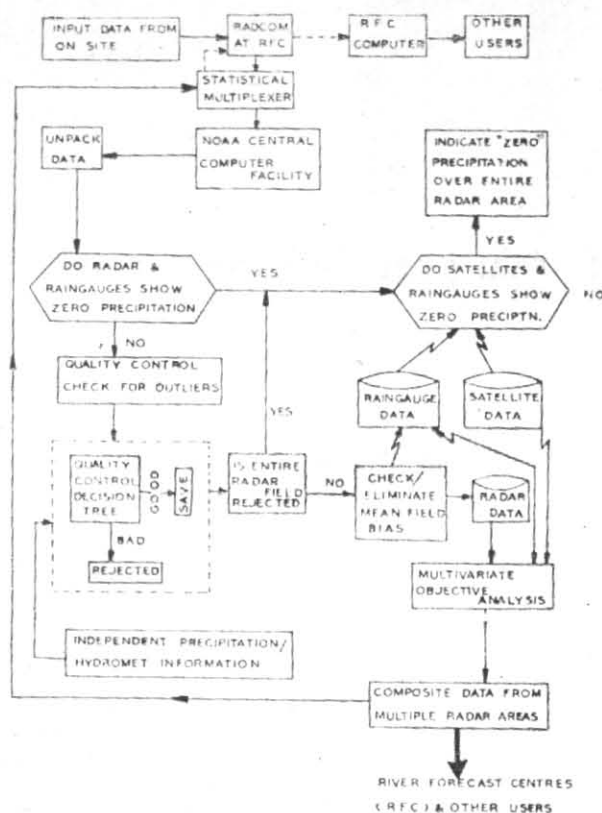 INPUT DATA FROM
ON SITE
RADCOM
AT RFC
R F C
COMPUTER
OTHER
USERS
STATISTICAL
MULTIPLEXER
UNPACK
DATA
NOAA CENTRAL
COMPUTER
FACILITY
INDICATE "ZERO"
PRECIPITATION
OVER ENTIRE
RADAR AREA
YES
DO RADAR &
RAINGAUGES SHOW
ZERO PRECIPITATION
YES
DO SATELLITES &
RAINGAUGES SHOW
ZERO PRECIPTN.
NO
NO
QUALITY CONTROL
CHECK FOR OUTLIERS
YES
RAINGAUGE
DATA
SATELLITE
DATA
QUALITY
CONTROL
DECISION
TREE
GOOD
SAVE
BAD
REJECTED
IS ENTIRE
RADAR
FIELD
REJECTED
NO
CHECK/
ELIMINATE
MEAN FIELD
BIAS
RADAR
DATA
MULTIVARIATE
OBJECTIVE
ANALYSIS
INDEPENDENT PRECIPITATION/
HYDROMET INFORMATION
COMPOSITE DATA FROM
MULTIPLE RADAR AREAS
RIVER FORECAST CENTRES
(RFC) & OTHER USERS